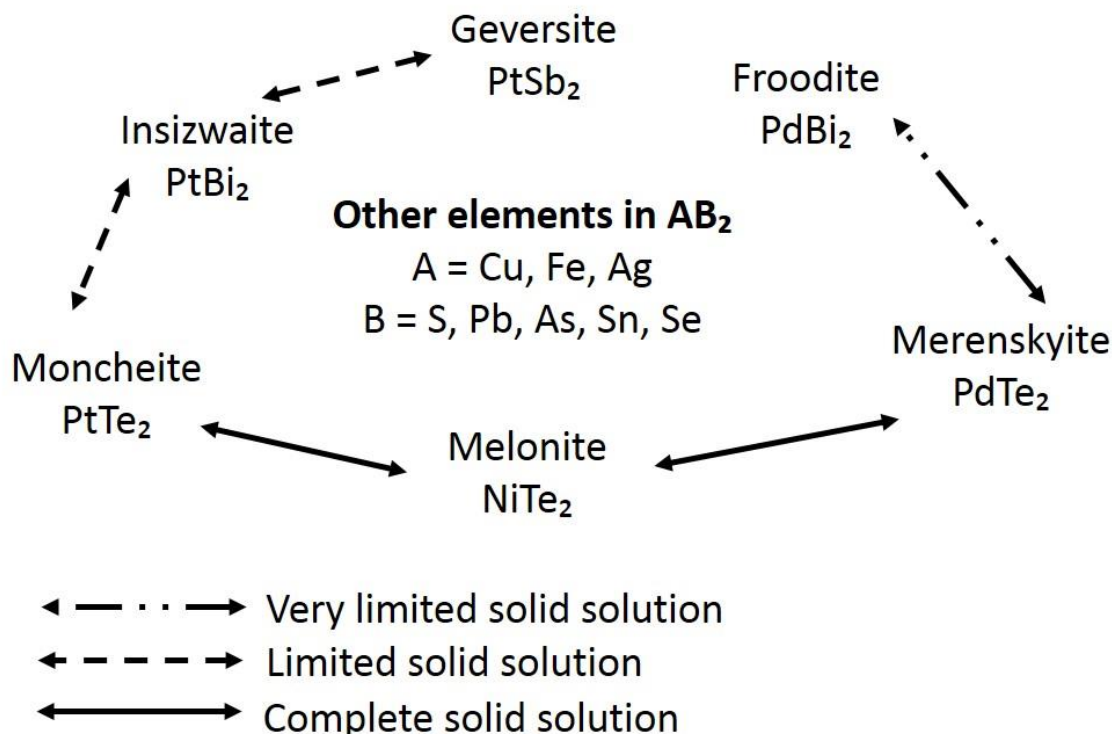 Geversite
PtSb₂
Froodite
PdBi₂
Insizwaite
PtBi₂
Other elements in AB₂
A = Cu, Fe, Ag
B = S, Pb, As, Sn, Se
Merenskyite
PdTe₂
Moncheite
PtTe₂
Melonite
NiTe₂
Very limited solid solution
Limited solid solution
Complete solid solution